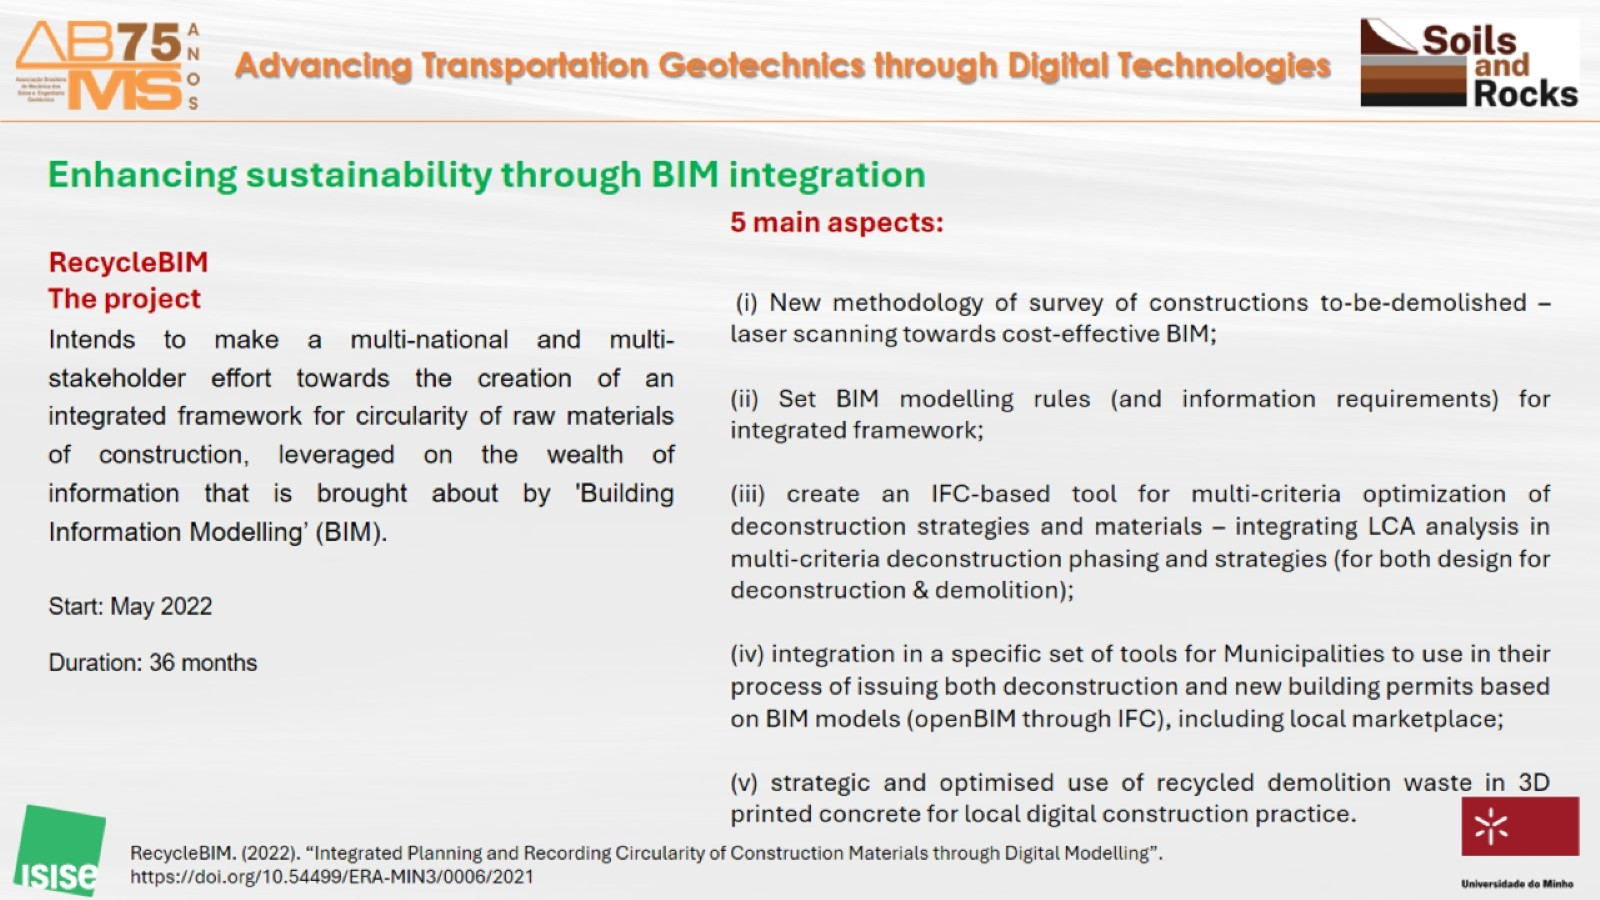 AB75
MS
ANOS
Associação Brasileira
de Mecânica dos
Solos e Engenharia
Geotécnica
Advancing Transportation Geotechnics through Digital Technologies
Soils
and
Rocks
Enhancing sustainability through BIM integration
RecycleBIM
The project
Intends to make a multi-national and multi-
stakeholder effort towards the creation of an
integrated framework for circularity of raw materials
of construction, leveraged on the wealth of
information that is brought about by 'Building
Information Modelling’ (BIM).
Start: May 2022
Duration: 36 months
5 main aspects:
(i) New methodology of survey of constructions to-be-demolished –
laser scanning towards cost-effective BIM;
(ii) Set BIM modelling rules (and information requirements) for
integrated framework;
(iii) create an IFC-based tool for multi-criteria optimization of
deconstruction strategies and materials – integrating LCA analysis in
multi-criteria deconstruction phasing and strategies (for both design for
deconstruction & demolition);
(iv) integration in a specific set of tools for Municipalities to use in their
process of issuing both deconstruction and new building permits based
on BIM models (openBIM through IFC), including local marketplace;
(v) strategic and optimised use of recycled demolition waste in 3D
printed concrete for local digital construction practice.
ISISE
RecycleBIM. (2022). “Integrated Planning and Recording Circularity of Construction Materials through Digital Modelling”.
https://doi.org/10.54499/ERA-MIN3/0006/2021
Universidade do Minho